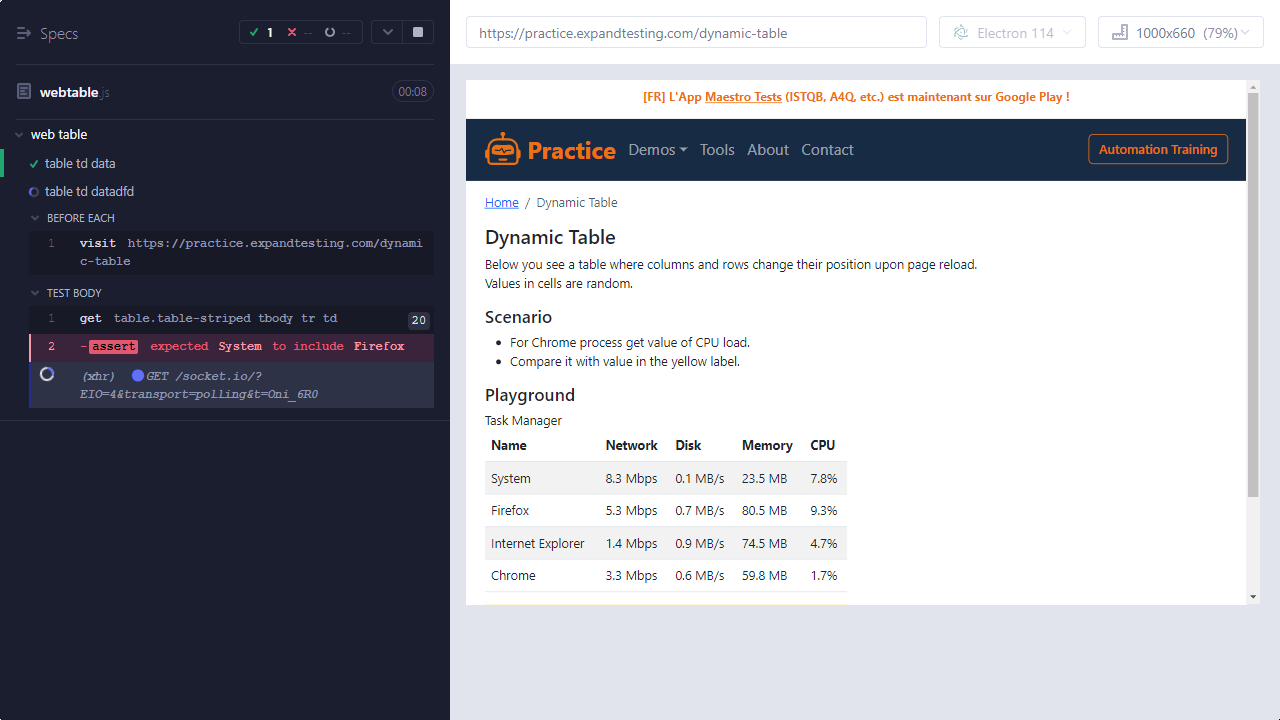 Specs
1
--
--
webtable.js
00:08
web table
table td data
table td datadfd
BEFORE EACH
1 visit https://practice.expandtesting.com/dynami
c-table
TEST BODY
1 get table.table-striped tbody tr td 20
2 -assert expected System to include Firefox
(xhr) GET /socket.io/?
EIO=4&transport=polling&t=Oni_6R0
https://practice.expandtesting.com/dynamic-table
Electron 114
1000x660 (79%)
[FR] L'App Maestro Tests (ISTQB, A4Q, etc.) est maintenant sur Google Play !
Practice Demos Tools About Contact Automation Training
Home / Dynamic Table
Dynamic Table
Below you see a table where columns and rows change their position upon page reload.
Values in cells are random.
Scenario
For Chrome process get value of CPU load.
Compare it with value in the yellow label.
Playground
Task Manager
Name Network Disk Memory CPU
System 8.3 Mbps 0.1 MB/s 23.5 MB 7.8%
Firefox 5.3 Mbps 0.7 MB/s 80.5 MB 9.3%
Internet Explorer 1.4 Mbps 0.9 MB/s 74.5 MB 4.7%
Chrome 3.3 Mbps 0.6 MB/s 59.8 MB 1.7%